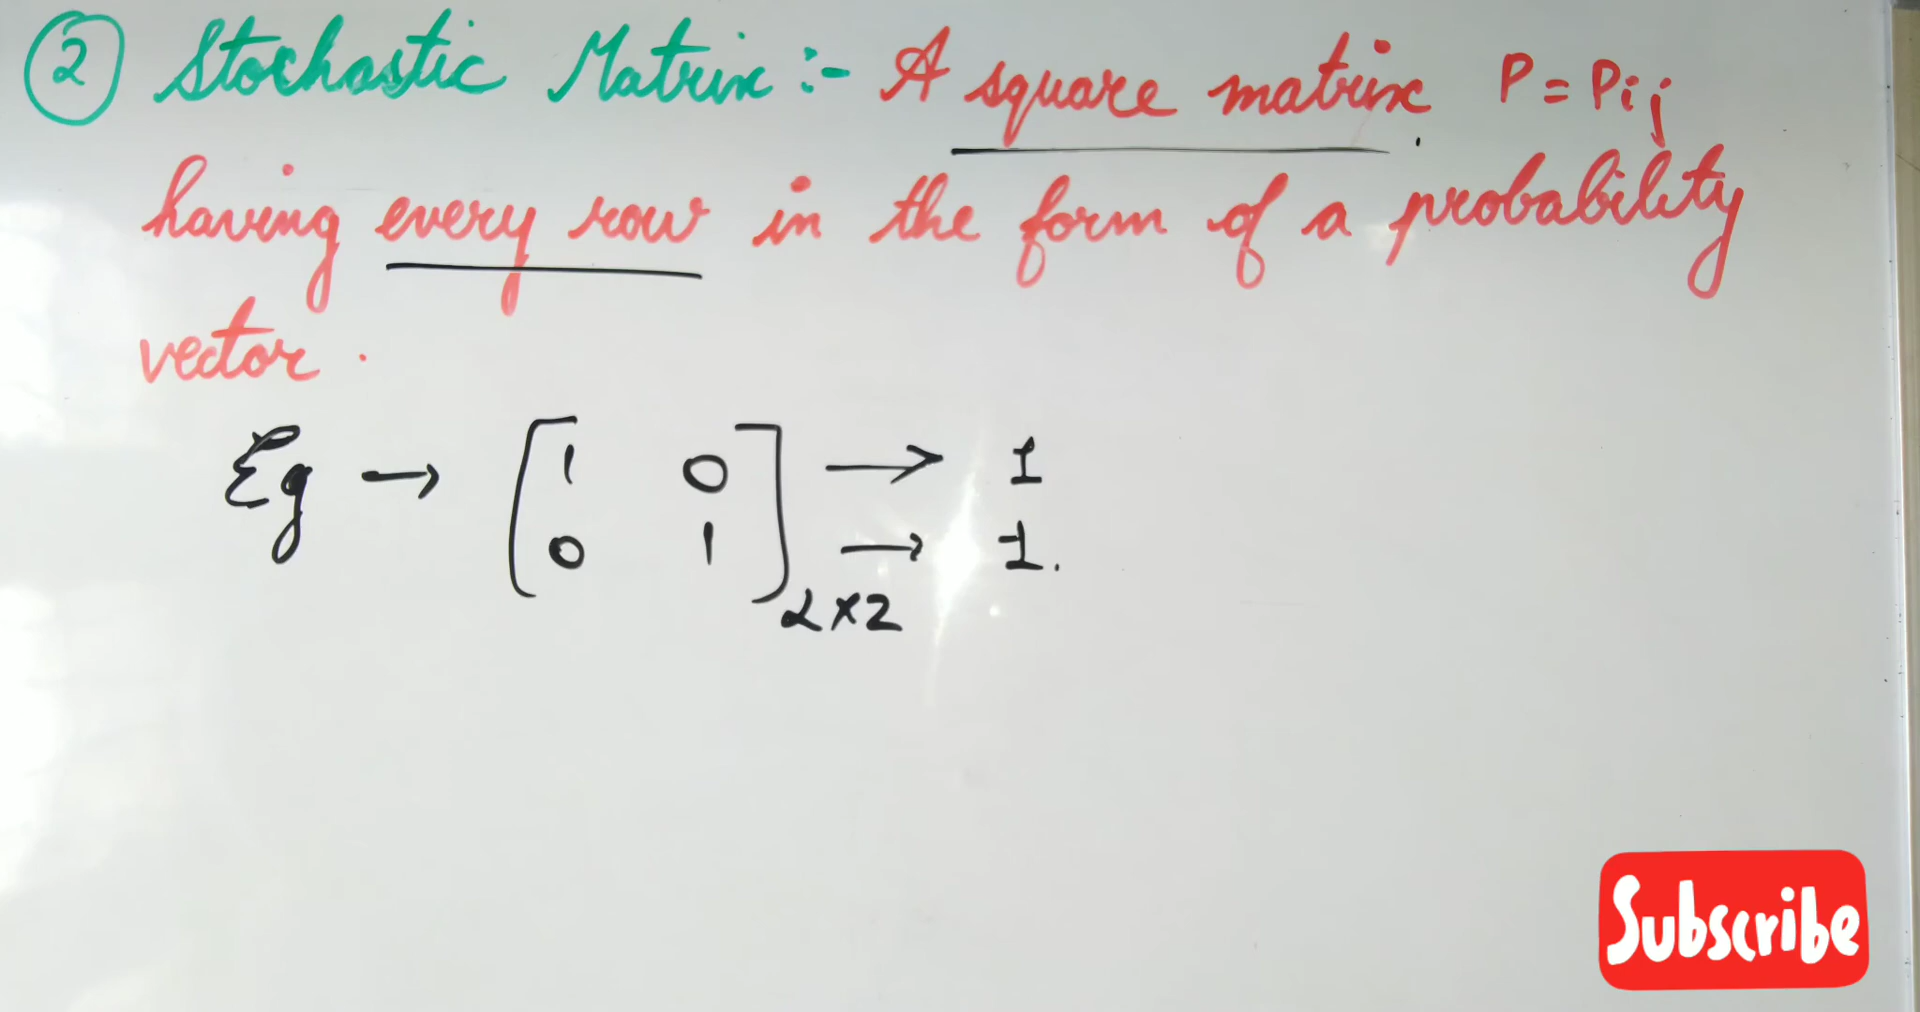 ② Stochastic Matrix :- A square matrix P = Pij
having every row in the form of a probability
vector.
Eg → [1 0 → 1
0 1] 2×2 → 1.
Subscribe